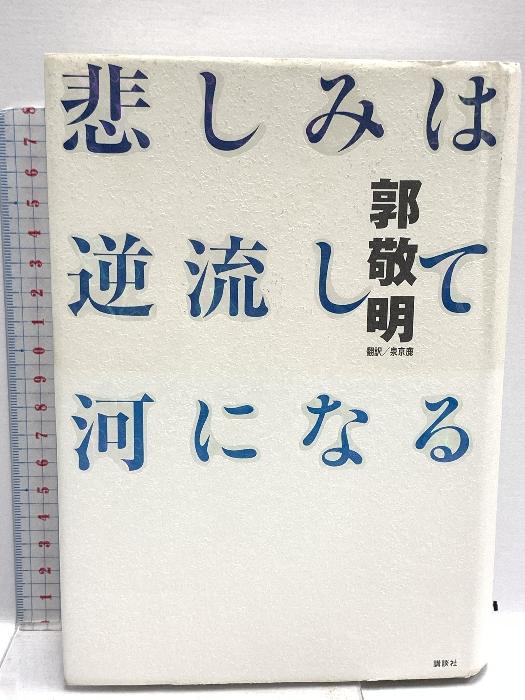 悲しみは
逆流して
河になる
郭敬明
翻訳／泉京鹿
講談社